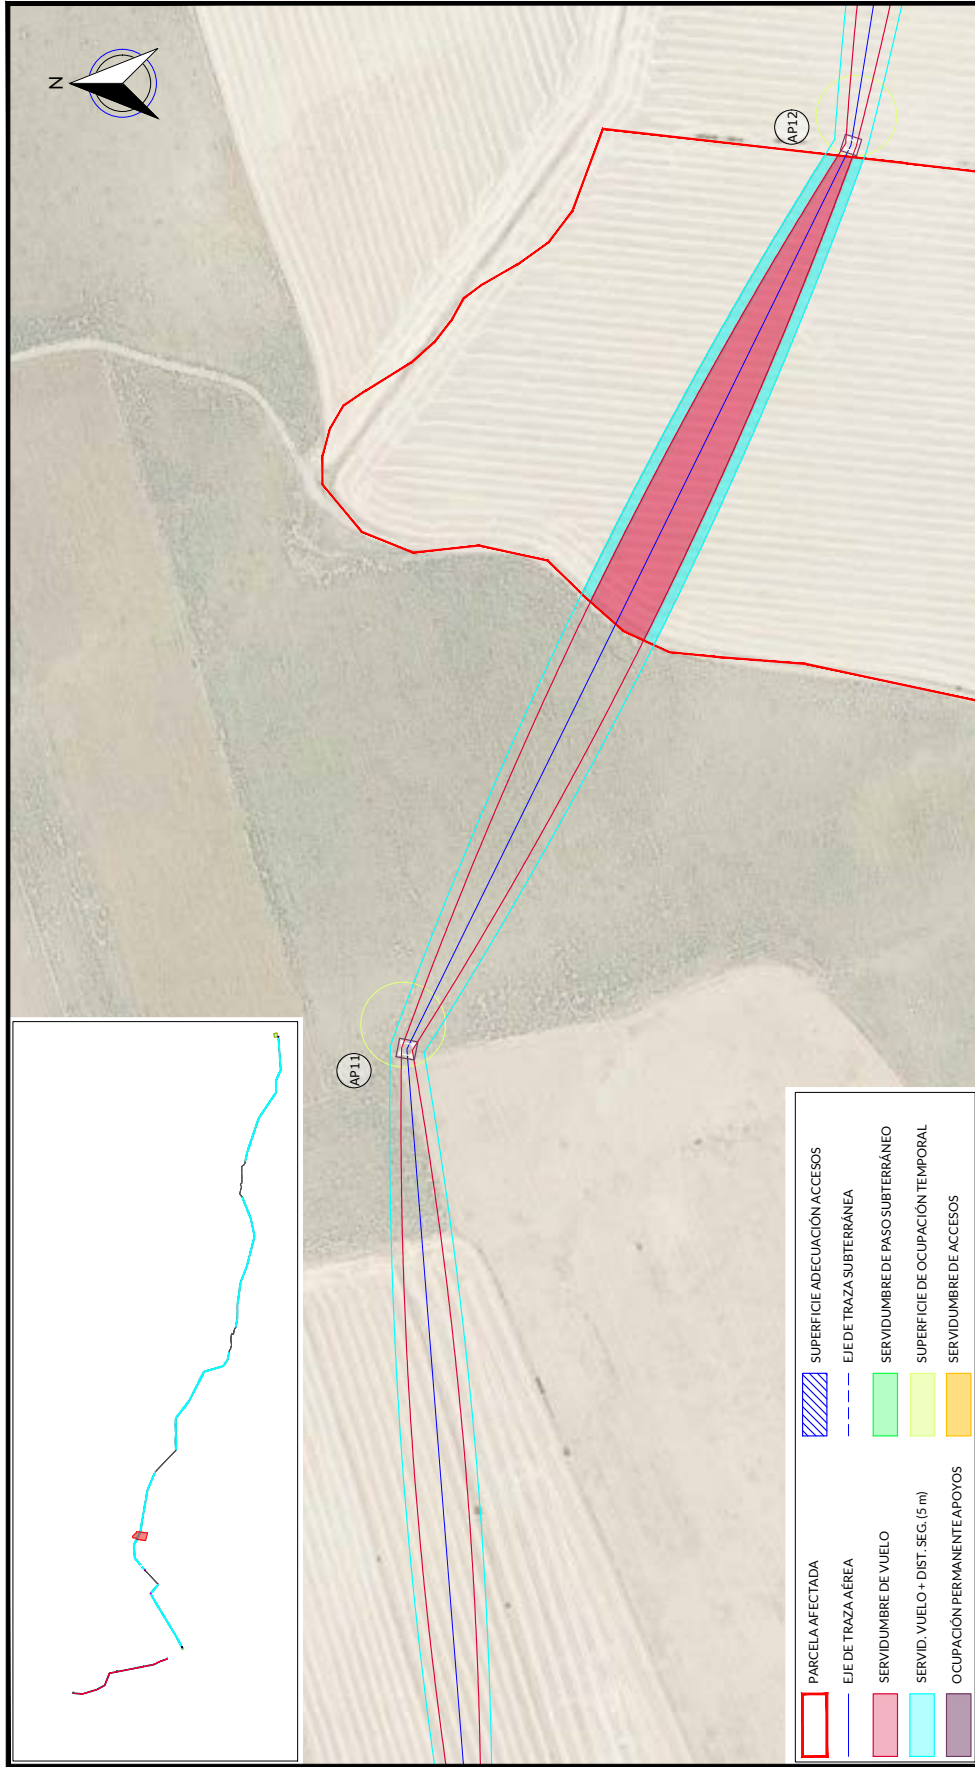 N
AP12
AP11
PARCELA AFECTADA
EJE DE TRAZA AÉREA
SERVIDUMBRE DE VUELO
SERVID. VUELO + DIST. SEG. (5 m)
OCUPACIÓN PERMANENTE APOYOS
SUPERFICIE ADECUACIÓN ACCESOS
EJE DE TRAZA SUBTERRÁNEA
SERVIDUMBRE DE PASO SUBTERRÁNEO
SUPERFICIE DE OCUPACIÓN TEMPORAL
SERVIDUMBRE DE ACCESOS